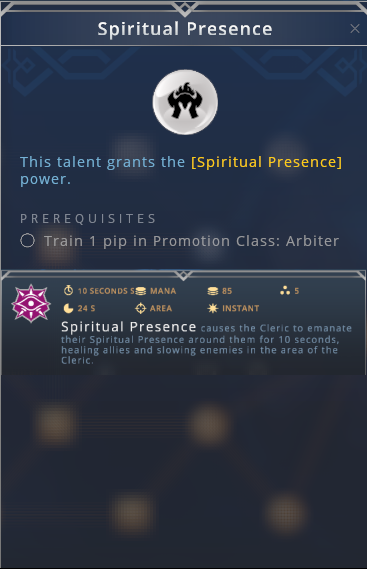 Spiritual Presence
This talent grants the [Spiritual Presence]
power.
PREREQUISITES
Train 1 pip in Promotion Class: Arbiter
10 SECONDS S MANA 85 5
24 S AREA INSTANT
Spiritual Presence causes the Cleric to emanate
their Spiritual Presence around them for 10 seconds,
healing allies and slowing enemies in the area of the
Cleric.